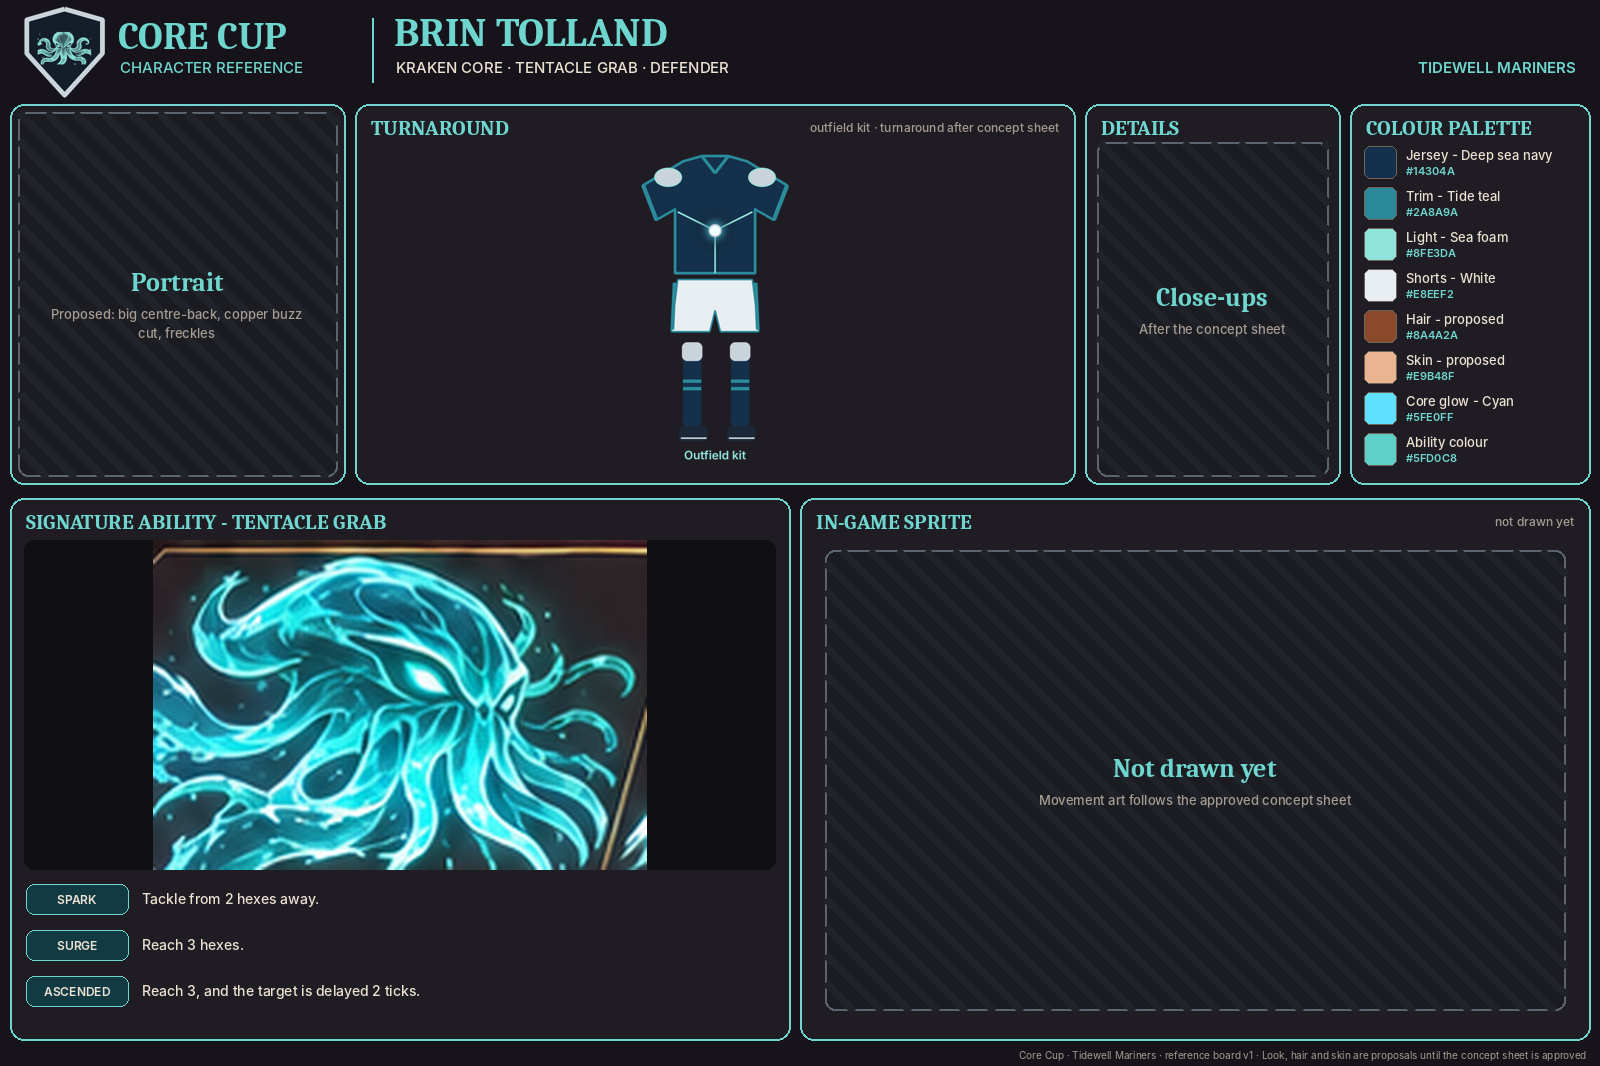 CORE CUP
CHARACTER REFERENCE
BRIN TOLLAND
KRAKEN CORE · TENTACLE GRAB · DEFENDER
TIDEWELL MARINERS
Portrait
Proposed: big centre-back, copper buzz
cut, freckles
TURNAROUND
outfield kit · turnaround after concept sheet
Outfield kit
DETAILS
Close-ups
After the concept sheet
COLOUR PALETTE
Jersey - Deep sea navy
#14304A
Trim - Tide teal
#2A8A9A
Light - Sea foam
#8FE3DA
Shorts - White
#E8EEF2
Hair - proposed
#8A4A2A
Skin - proposed
#E9B48F
Core glow - Cyan
#5FE0FF
Ability colour
#5FD0C8
SIGNATURE ABILITY - TENTACLE GRAB
SPARK
Tackle from 2 hexes away.
SURGE
Reach 3 hexes.
ASCENDED
Reach 3, and the target is delayed 2 ticks.
IN-GAME SPRITE
not drawn yet
Not drawn yet
Movement art follows the approved concept sheet
Core Cup · Tidewell Mariners · reference board v1 · Look, hair and skin are proposals until the concept sheet is approved